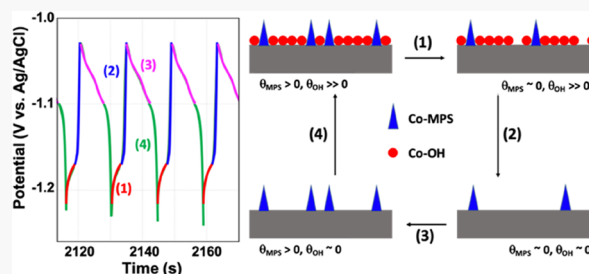 Potential (V vs. Ag/AgCl)
-1.0
-1.1
-1.2
2120
2140
2160
Time (s)
(1)
(2)
(3)
(4)
(1)
θMPS > 0, θOH >> 0
θMPS ~ 0, θOH >> 0
Co-MPS
Co-OH
(4)
(2)
(3)
θMPS > 0, θOH ~ 0
θMPS ~ 0, θOH ~ 0